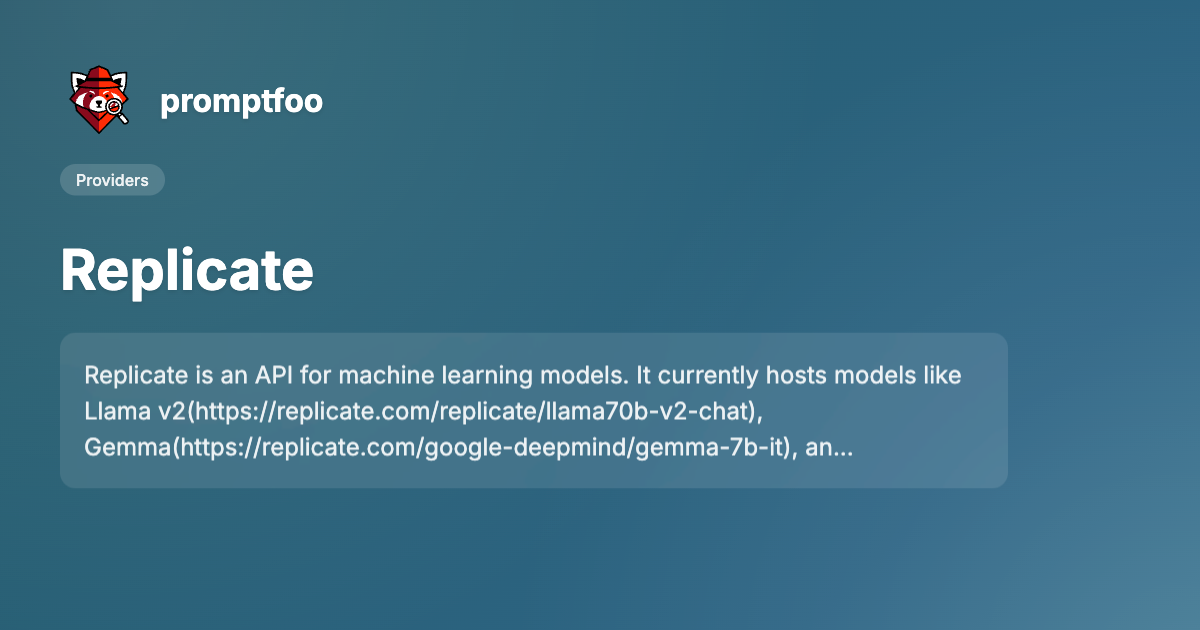 promptfoo
Providers
Replicate
Replicate is an API for machine learning models. It currently hosts models like
Llama v2(https://replicate.com/replicate/llama70b-v2-chat),
Gemma(https://replicate.com/google-deepmind/gemma-7b-it), an...